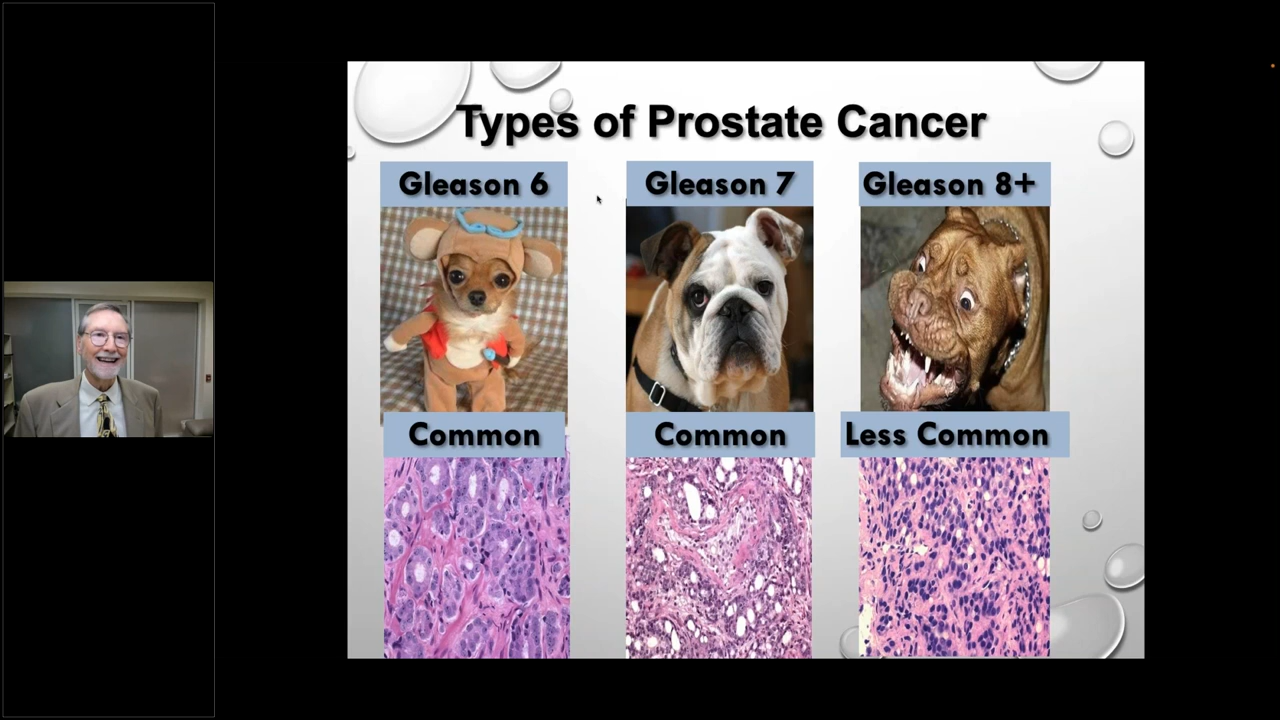 Types of Prostate Cancer
Gleason 6
Gleason 7
Gleason 8+
Common
Common
Less Common